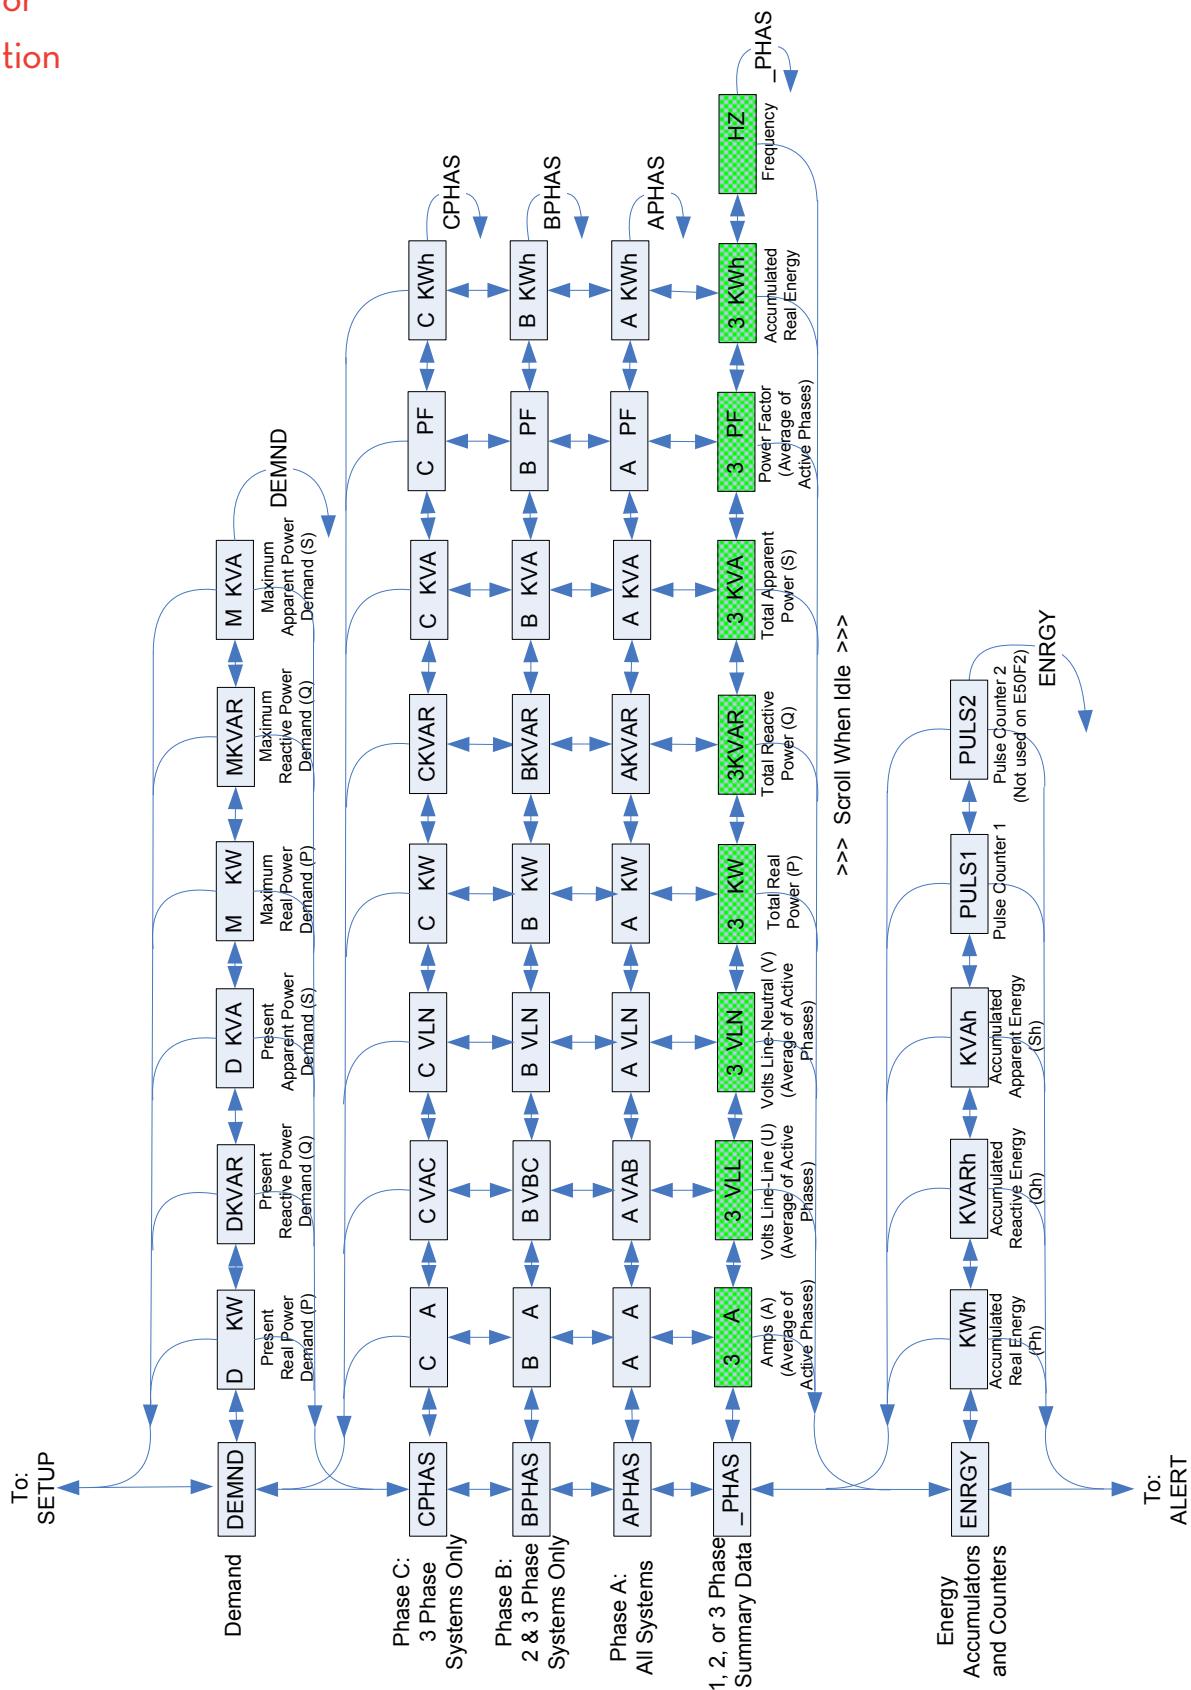 or
tion
To:
SETUP
Demand
DEMND
D KW
Present
Real Power
Demand (P)
DKVAR
Present
Reactive Power
Demand (Q)
D KVA
Present
Apparent Power
Demand (S)
M KW
Maximum
Real Power
Demand (P)
MKVAR
Maximum
Reactive Power
Demand (Q)
M KVA
Maximum
Apparent Power
Demand (S)
DEMND
Phase C:
3 Phase
Systems Only
CPHAS
C A
C VAC
C VLN
C KW
CKVAR
C KVA
C PF
C KWh
CPHAS
Phase B:
2 & 3 Phase
Systems Only
BPHAS
B A
B VBC
B VLN
B KW
BKVAR
B KVA
B PF
B KWh
BPHAS
Phase A:
All Systems
APHAS
A A
A VAB
A VLN
A KW
AKVAR
A KVA
A PF
A KWh
APHAS
1, 2, or 3 Phase
Summary Data
_PHAS
3 A
Amps (A)
(Average of
Active Phases)
3 VLL
Volts Line-Line (U)
(Average of Active
Phases)
3 VLN
Volts Line-Neutral (V)
(Average of Active
Phases)
3 KW
Total Real
Power (P)
3KVAR
Total Reactive
Power (Q)
3 KVA
Total Apparent
Power (S)
3 PF
Power Factor
(Average of
Active Phases)
3 KWh
Accumulated
Real Energy
HZ
Frequency
_PHAS
>>> Scroll When Idle >>>
Energy
Accumulators
and Counters
ENRGY
KWh
Accumulated
Real Energy
(Ph)
KVARh
Accumulated
Reactive Energy
(Qh)
KVAh
Accumulated
Apparent Energy
(Sh)
PULS1
Pulse Counter 1
PULS2
Pulse Counter 2
(Not used on E50F2)
ENRGY
To:
ALERT